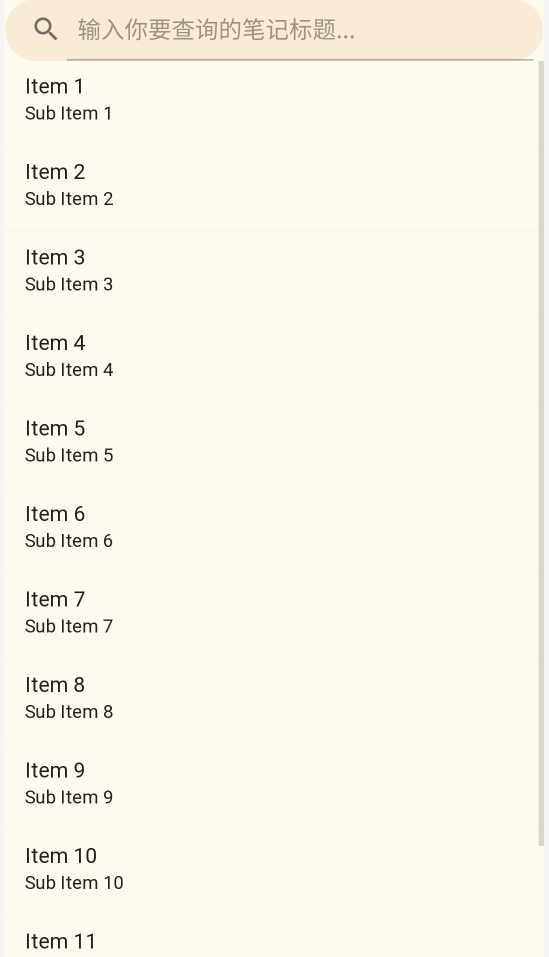 输入你要查询的笔记标题...
Item 1
Sub Item 1
Item 2
Sub Item 2
Item 3
Sub Item 3
Item 4
Sub Item 4
Item 5
Sub Item 5
Item 6
Sub Item 6
Item 7
Sub Item 7
Item 8
Sub Item 8
Item 9
Sub Item 9
Item 10
Sub Item 10
Item 11